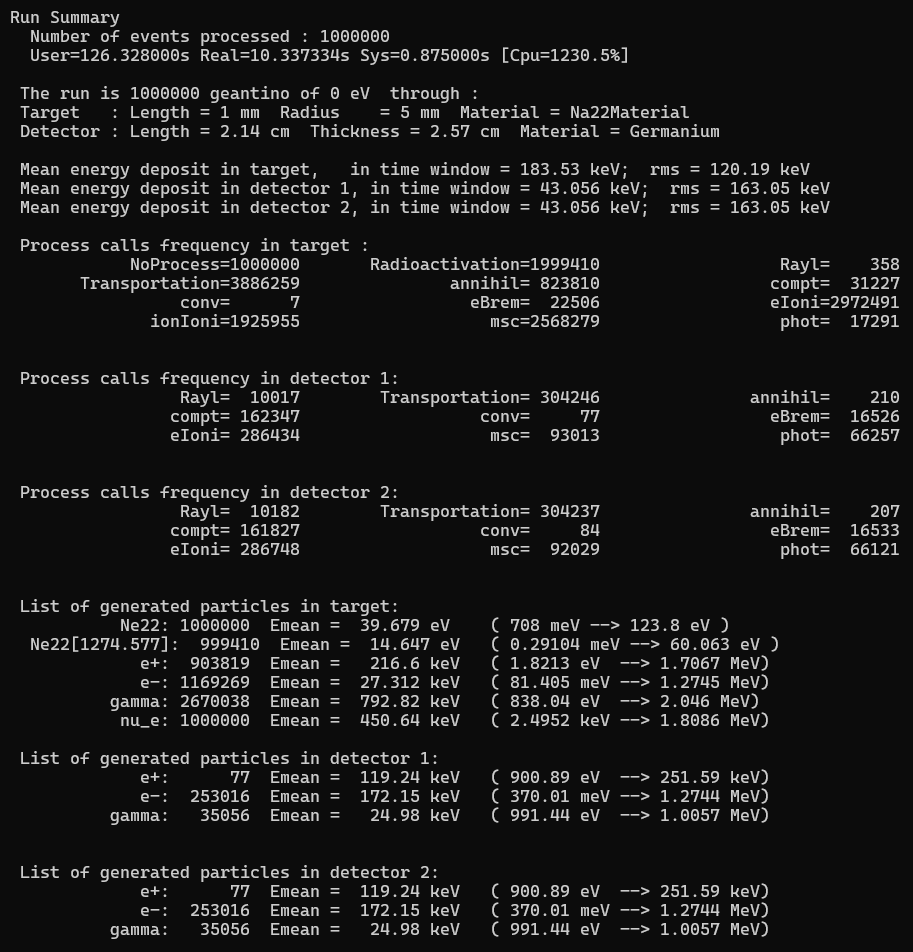 Run Summary
Number of events processed : 1000000
User=126.328000s Real=10.337334s Sys=0.875000s [Cpu=1230.5%]
The run is 1000000 geantino of 0 eV  through :
Target   : Length = 1 mm  Radius    = 5 mm  Material = Na22Material
Detector : Length = 2.14 cm  Thickness = 2.57 cm  Material = Germanium
Mean energy deposit in target,   in time window = 183.53 keV;  rms = 120.19 keV
Mean energy deposit in detector 1, in time window = 43.056 keV;  rms = 163.05 keV
Mean energy deposit in detector 2, in time window = 43.056 keV;  rms = 163.05 keV
Process calls frequency in target :
NoProcess=1000000       Radioactivation=1999410                  Rayl=    358
Transportation=3886259               annihil= 823810                 compt=  31227
conv=      7                 eBrem=  22506                 eIoni=2972491
ionIoni=1925955                   msc=2568279                  phot=  17291
Process calls frequency in detector 1:
Rayl=  10017        Transportation= 304246               annihil=    210
compt= 162347                  conv=     77                 eBrem=  16526
eIoni= 286434                   msc=  93013                  phot=  66257
Process calls frequency in detector 2:
Rayl=  10182        Transportation= 304237               annihil=    207
compt= 161827                  conv=     84                 eBrem=  16533
eIoni= 286748                   msc=  92029                  phot=  66121
List of generated particles in target:
Ne22: 1000000  Emean =  39.679 eV    ( 708 meV --> 123.8 eV )
Ne22[1274.577]:  999410  Emean =  14.647 eV   ( 0.29104 meV --> 60.063 eV )
e+:  903819  Emean =   216.6 keV   ( 1.8213 eV  --> 1.7067 MeV)
e-: 1169269  Emean =  27.312 keV   ( 81.405 meV --> 1.2745 MeV)
gamma: 2670038  Emean =  792.82 keV   ( 838.04 eV --> 2.046 MeV)
nu_e: 1000000  Emean =  450.64 keV   ( 2.4952 keV --> 1.8086 MeV)
List of generated particles in detector 1:
e+:      77  Emean =  119.24 keV   ( 900.89 eV  --> 251.59 keV)
e-:  253016  Emean =  172.15 keV   ( 370.01 meV --> 1.2744 MeV)
gamma:   35056  Emean =   24.98 keV   ( 991.44 eV  --> 1.0057 MeV)
List of generated particles in detector 2:
e+:      77  Emean =  119.24 keV   ( 900.89 eV  --> 251.59 keV)
e-:  253016  Emean =  172.15 keV   ( 370.01 meV --> 1.2744 MeV)
gamma:   35056  Emean =   24.98 keV   ( 991.44 eV  --> 1.0057 MeV)